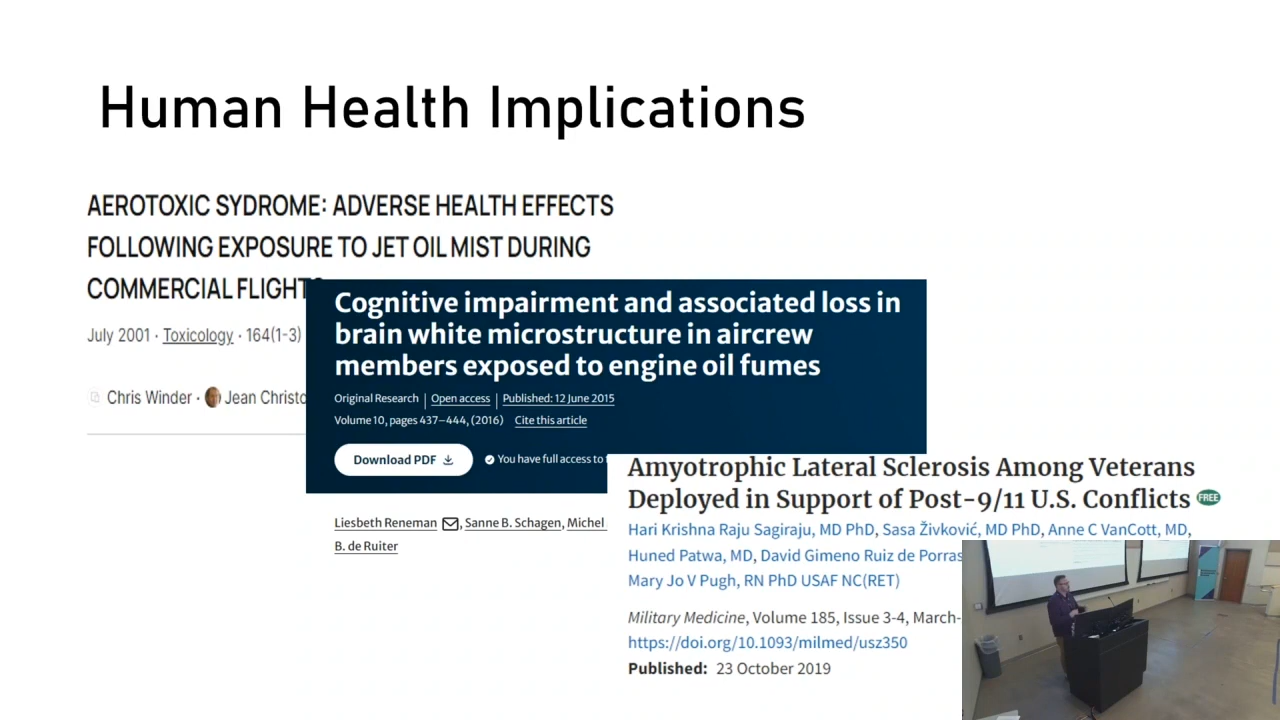 Human Health Implications
AEROTOXIC SYDROME: ADVERSE HEALTH EFFECTS
FOLLOWING EXPOSURE TO JET OIL MIST DURING
COMMERCIAL FLIGHT
July 2001 · Toxicology · 164(1-3)
Chris Winder · Jean Christo
Cognitive impairment and associated loss in
brain white microstructure in aircrew
members exposed to engine oil fumes
Original Research | Open access | Published: 12 June 2015
Volume 10, pages 437–444, (2016) Cite this article
Download PDF You have full access to
Liesbeth Reneman, Sanne B. Schagen, Michel
B. de Ruiter
Amyotrophic Lateral Sclerosis Among Veterans
Deployed in Support of Post-9/11 U.S. Conflicts FREE
Hari Krishna Raju Sagiraju, MD PhD, Sasa Živković, MD PhD, Anne C VanCott, MD,
Huned Patwa, MD, David Gimeno Ruiz de Porras
Mary Jo V Pugh, RN PhD USAF NC(RET)
Military Medicine, Volume 185, Issue 3-4, March-
https://doi.org/10.1093/milmed/usz350
Published: 23 October 2019